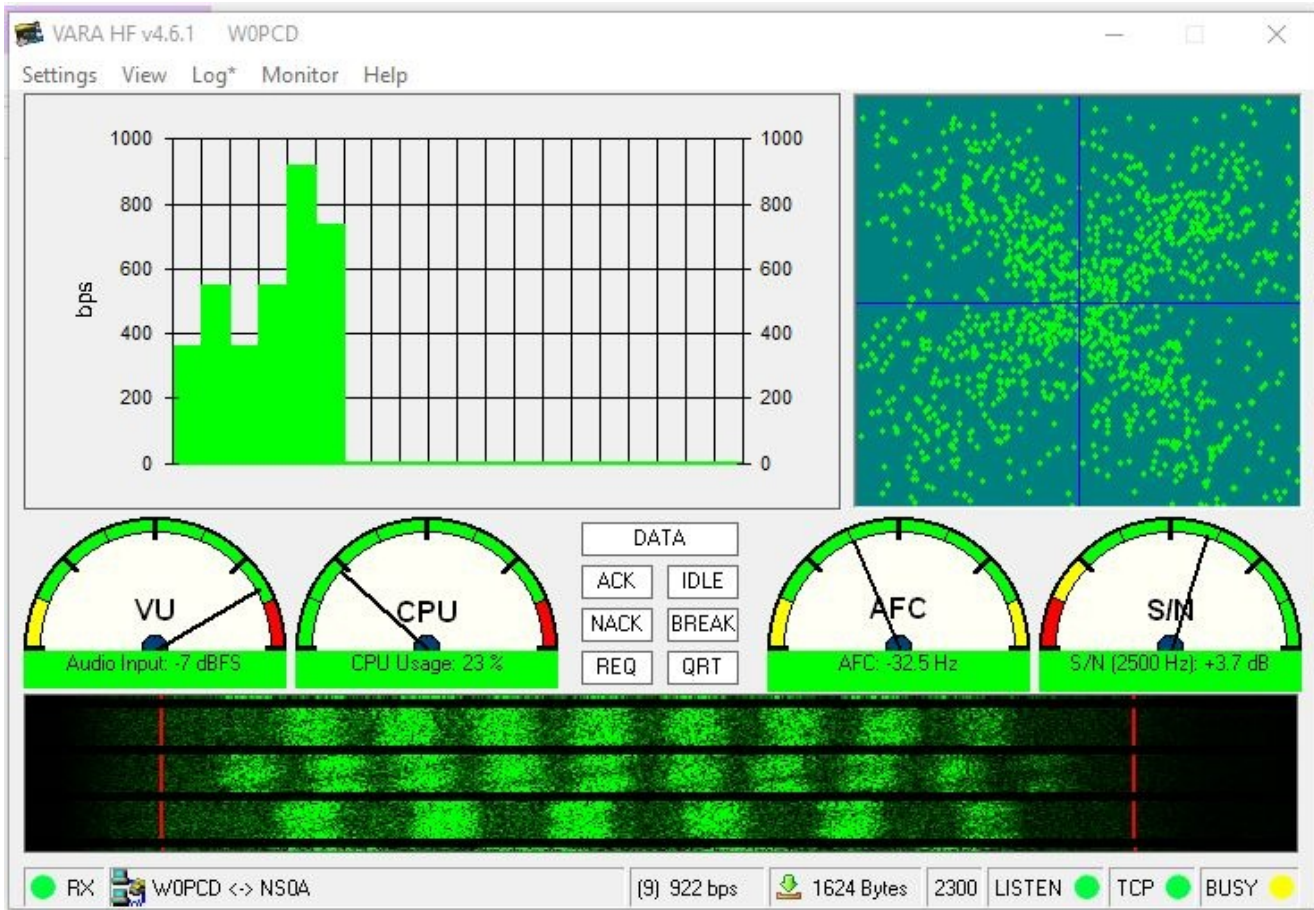 VARA HF v4.6.1 W0PCD
Settings View Log* Monitor Help
1000 1000
800 800
600 600
400 400
200 200
0 0
bps
DATA
ACK IDLE
NACK BREAK
REQ QRT
VU
Audio Input: -7 dBFS
CPU
CPU Usage: 23 %
AFC
AFC: -32.5 Hz
S/N
S/N (2500 Hz): +3.7 dB
RX W0PCD <-> NS0A (9) 922 bps 1624 Bytes 2300 LISTEN TCP BUSY